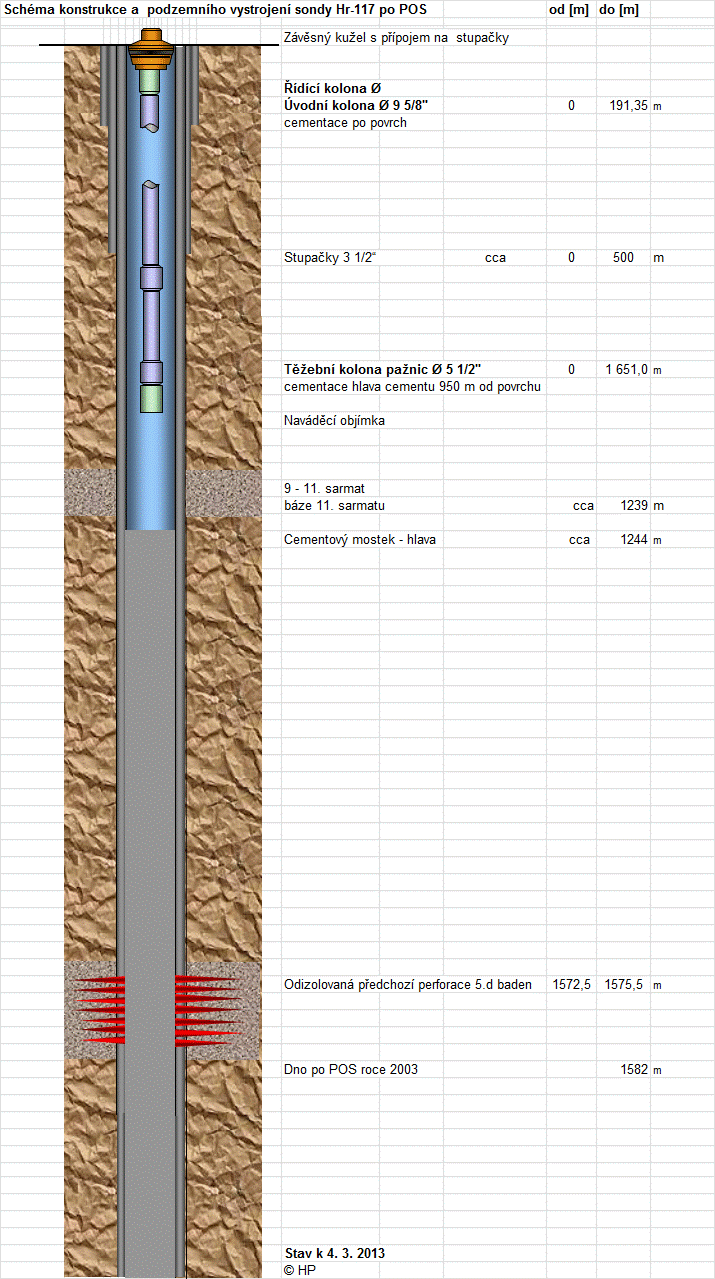 Schéma konstrukce a podzemního vystrojení sondy Hr-117 po POS od [m] do [m]
Závěsný kužel s přípojem na stupačky
Řídící kolona Ø
Úvodní kolona Ø 9 5/8" 0 191,35 m
cementace po povrch
Stupačky 3 1/2“ cca 0 500 m
Těžební kolona pažnic Ø 5 1/2" 0 1 651,0 m
cementace hlava cementu 950 m od povrchu
Naváděcí objímka
9 - 11. sarmat
báze 11. sarmatu cca 1239 m
Cementový mostek - hlava cca 1244 m
Odizolovaná předchozí perforace 5.d baden 1572,5 1575,5 m
Dno po POS roce 2003 1582 m
Stav k 4. 3. 2013
© HP